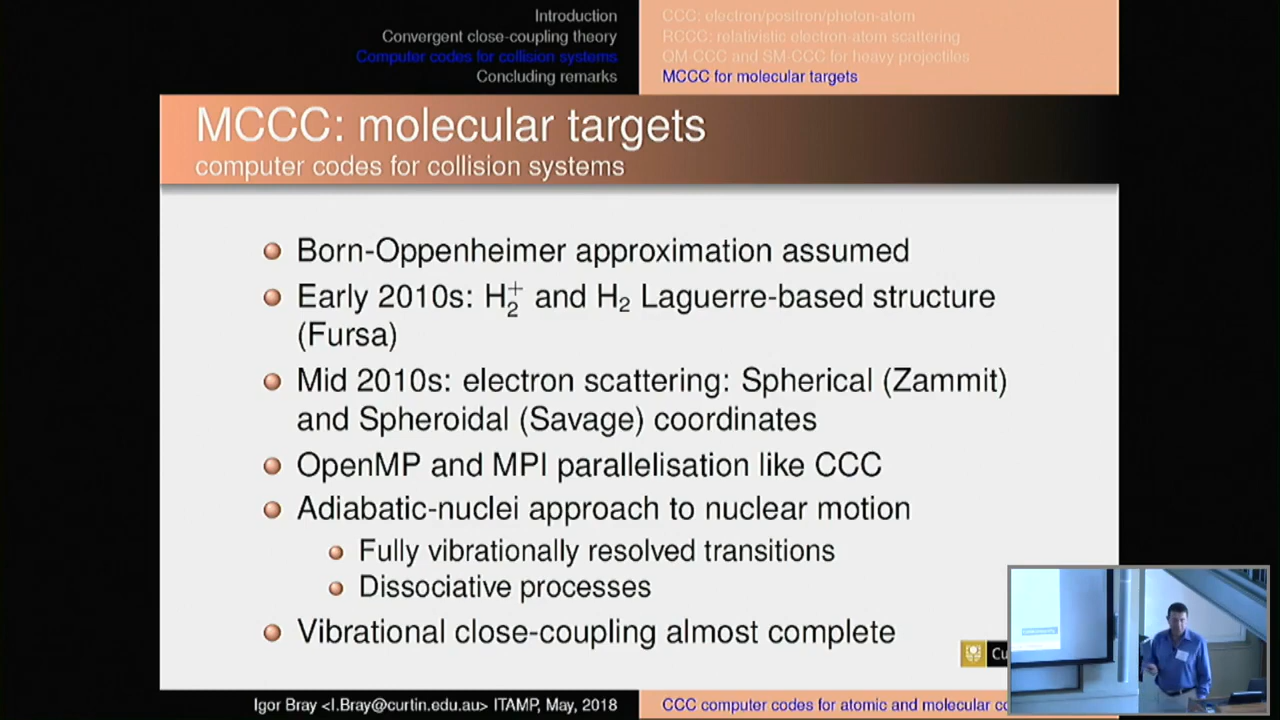 Introduction
Convergent close-coupling theory
Computer codes for collision systems
Concluding remarks
CCC: electron/positron/photon-atom
RCCC: relativistic electron-atom scattering
OM-CCC and SM-CCC for heavy projectiles
MCCC for molecular targets
MCCC: molecular targets
computer codes for collision systems
Born-Oppenheimer approximation assumed
Early 2010s: H₂⁺ and H₂ Laguerre-based structure
(Fursa)
Mid 2010s: electron scattering: Spherical (Zammit)
and Spheroidal (Savage) coordinates
OpenMP and MPI parallelisation like CCC
Adiabatic-nuclei approach to nuclear motion
Fully vibrationally resolved transitions
Dissociative processes
Vibrational close-coupling almost complete
Cu
Igor Bray <I.Bray@curtin.edu.au> ITAMP, May, 2018
CCC computer codes for atomic and molecular co